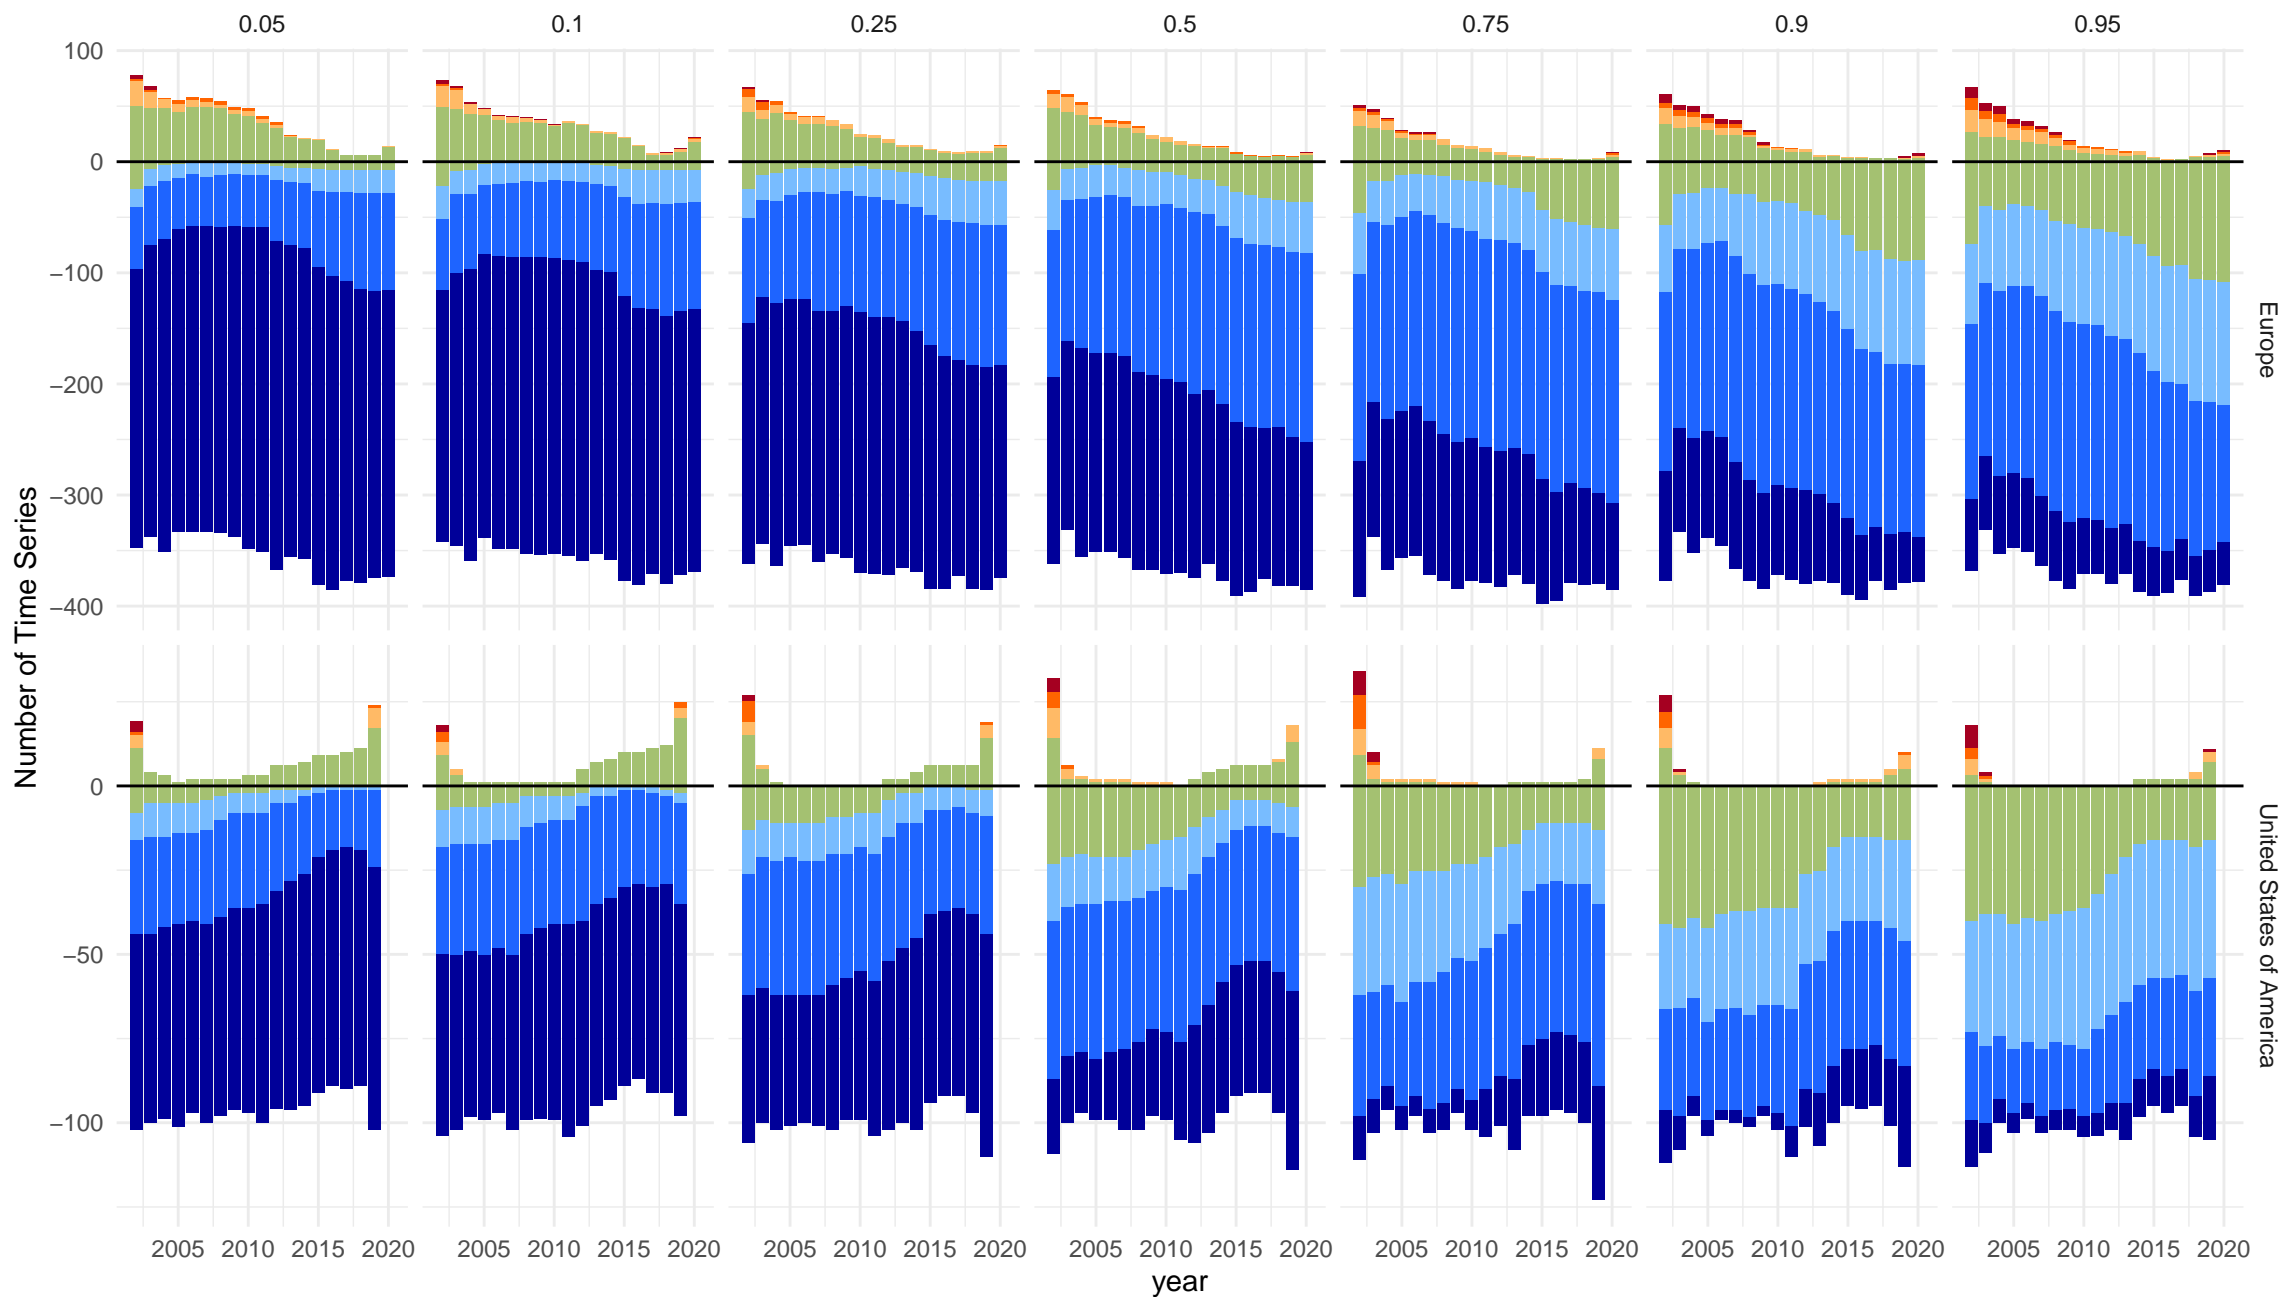 0.05 0.1 0.25 0.5 0.75 0.9 0.95
100
0
−100
−200
−300
−400
Europe
0
−50
−100
United States of America
Number of Time Series
2005 2010 2015 2020 2005 2010 2015 2020 2005 2010 2015 2020 2005 2010 2015 2020 2005 2010 2015 2020 2005 2010 2015 2020 2005 2010 2015 2020
year